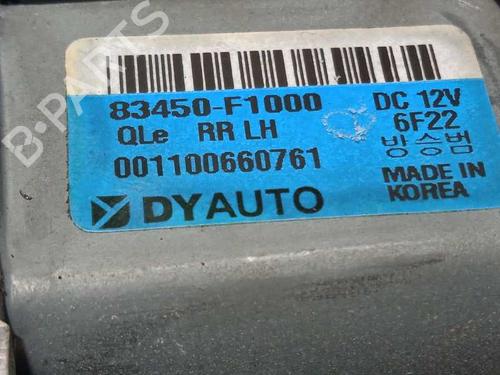 B-PARTS
83450-F1000
DC 12V
QLe RR LH
6F22
001100660761
방승범
DYAUTO
MADE IN
KOREA